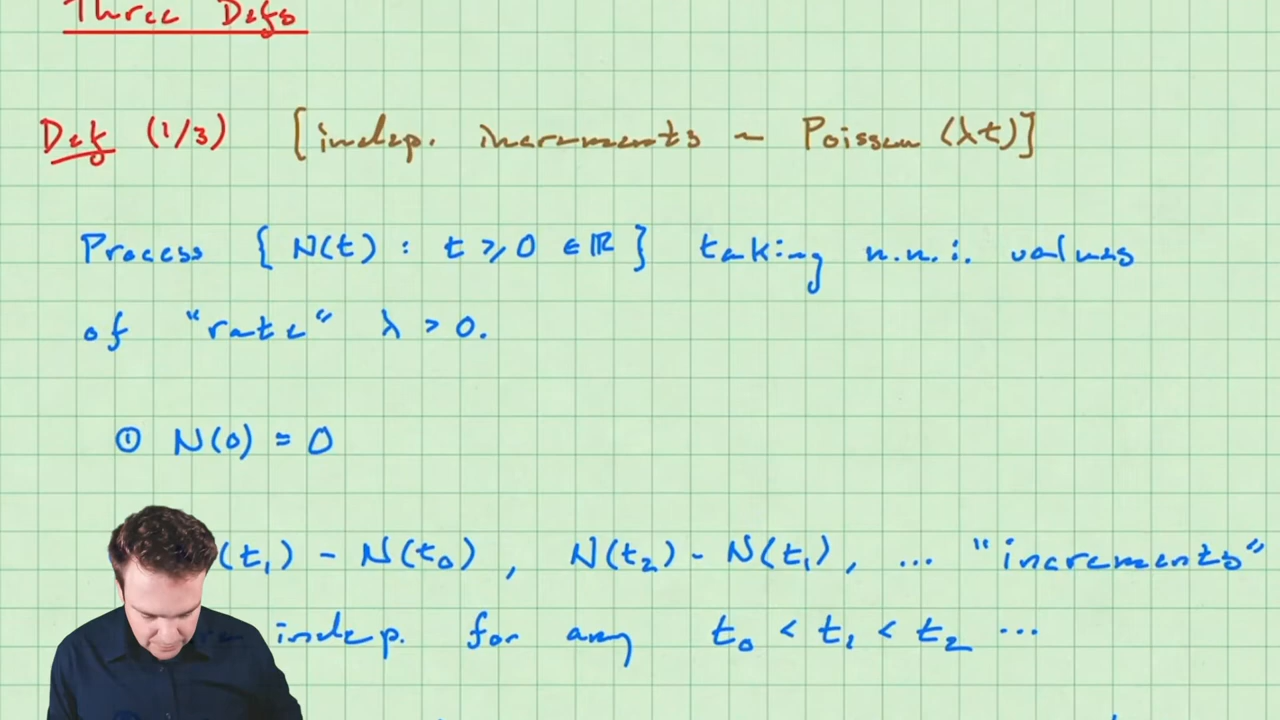 Three Defs
Def (1/3) [indep. increments ~ Poisson (λt)]
Process { N(t) : t ⩾ 0 ∈ ℝ } taking n.n.i. values
of "rate" λ > 0.
① N(0) = 0
(t₁) - N(t₀), N(t₂) - N(t₁), ... "increments"
indep. for any t₀ < t₁ < t₂ ...